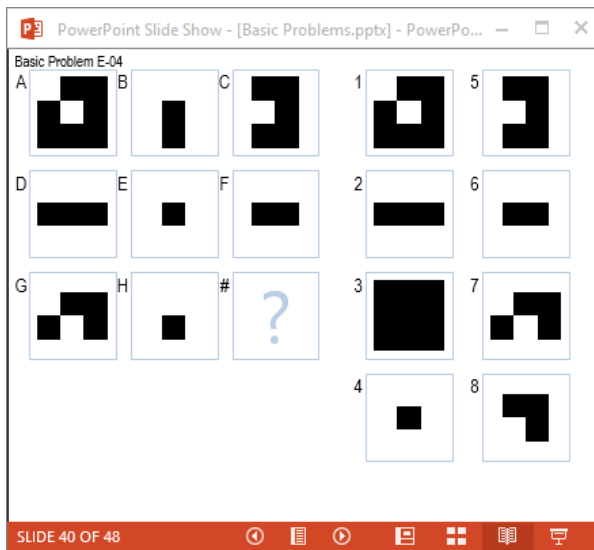 PowerPoint Slide Show - [Basic Problems.pptx] - PowerPo...
Basic Problem E-04
A B C 1 5
D E F 2 6
G H # ? 3 7
4 8
SLIDE 40 OF 48